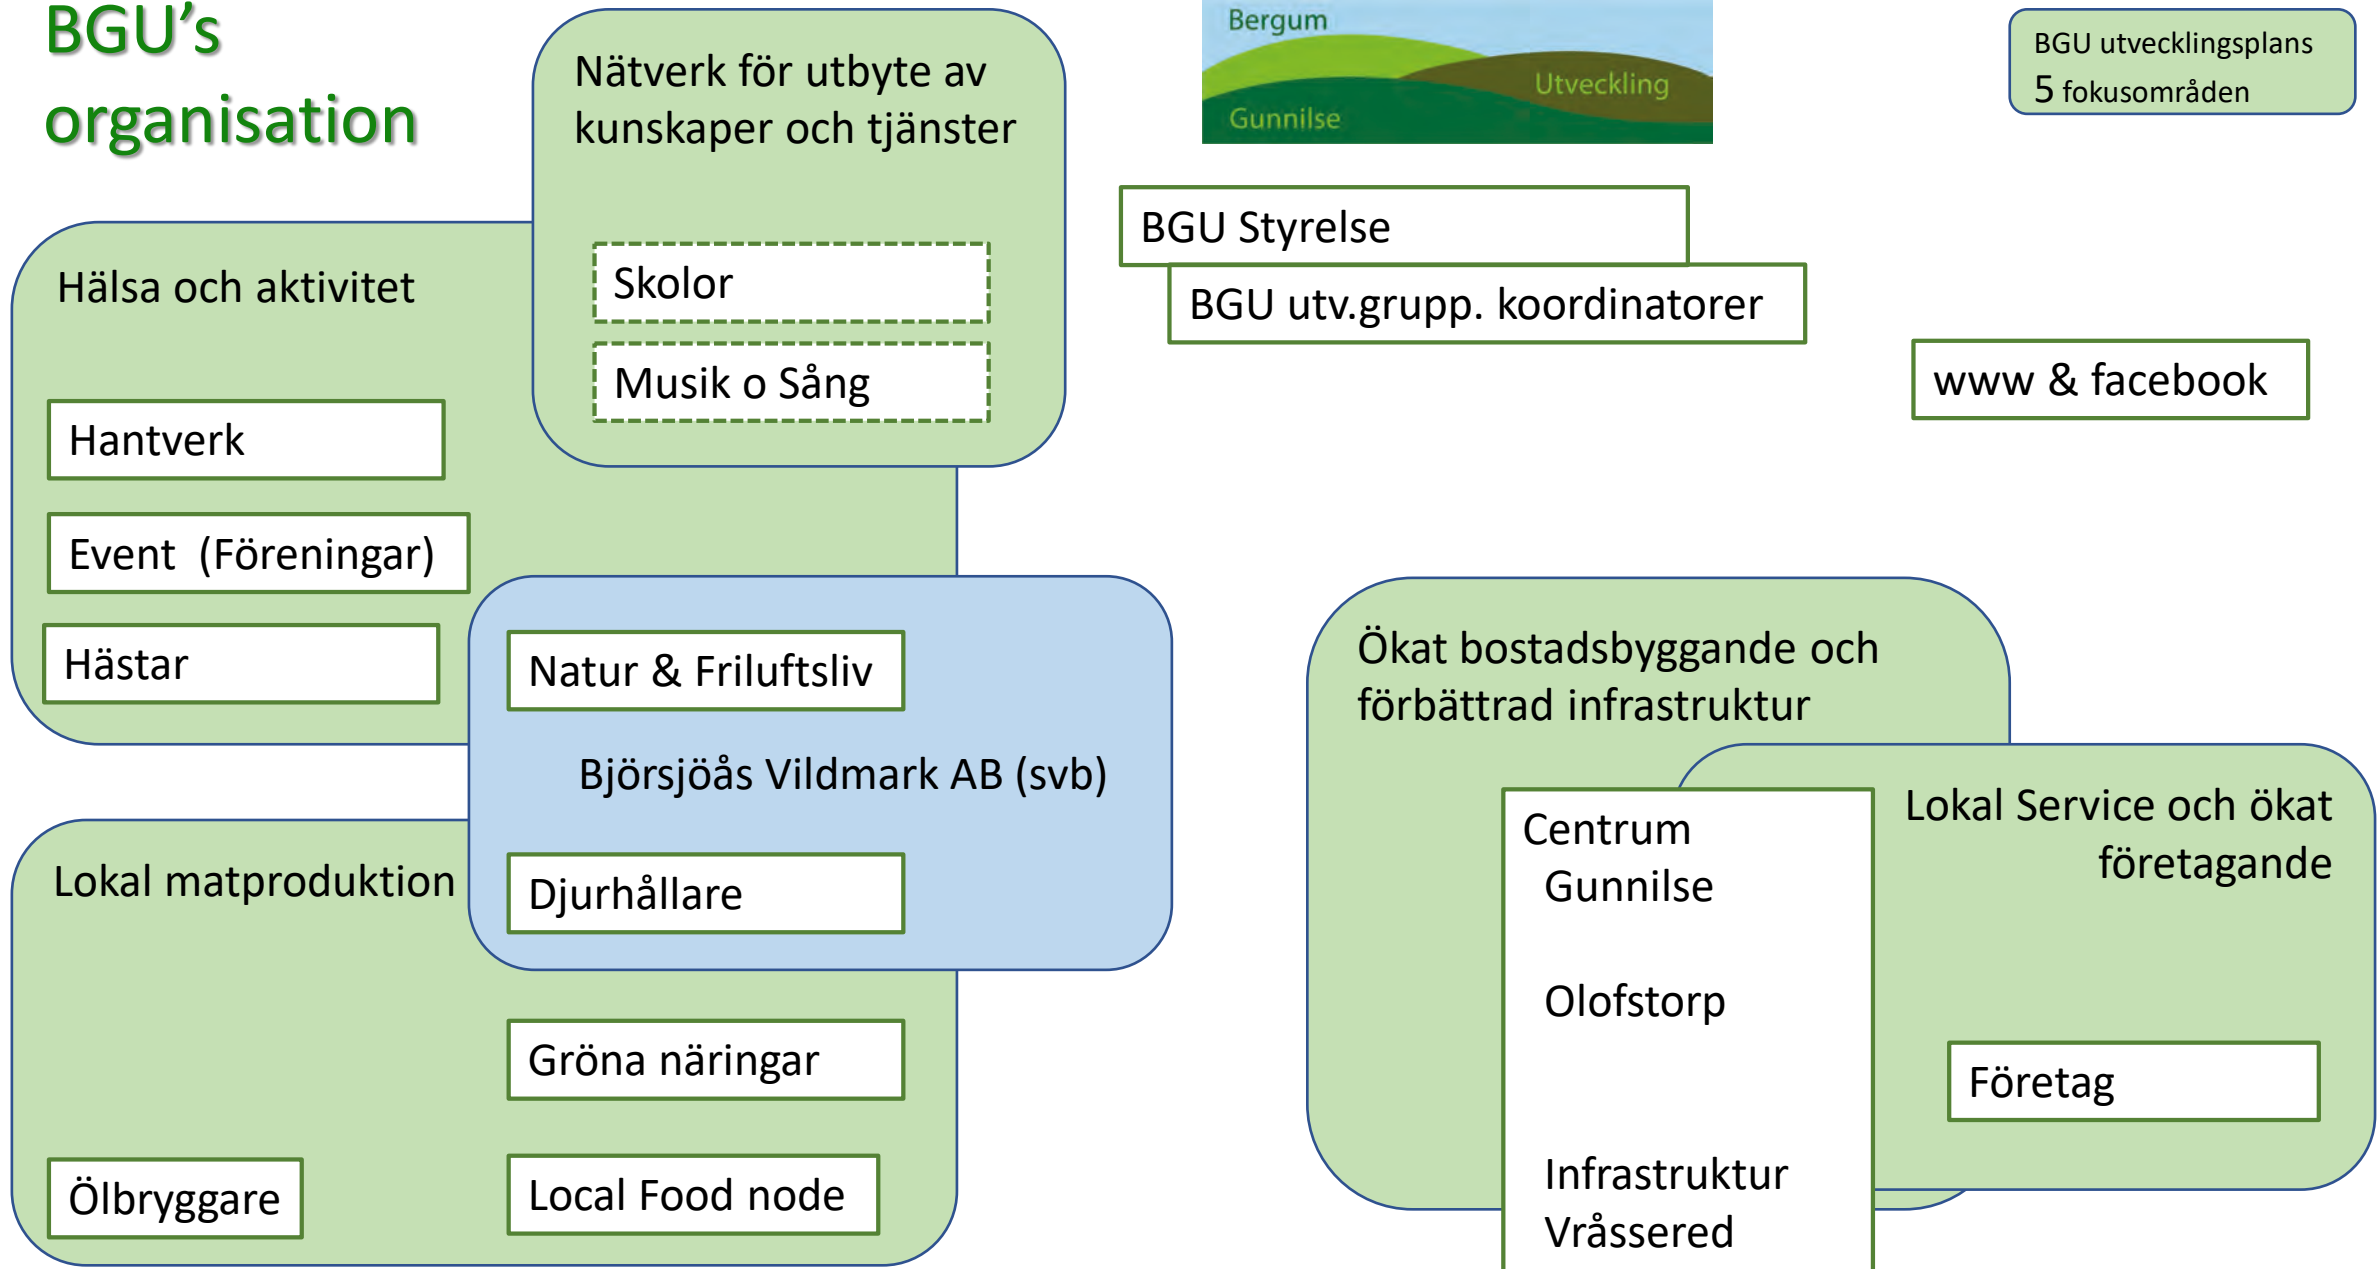 BGU's
organisation
Nätverk för utbyte av
kunskaper och tjänster
Skolor
Musik o Sång
Bergum
Utveckling
Gunnilse
BGU utvecklingsplans
5 fokusområden
BGU Styrelse
BGU utv.grupp. koordinatorer
www & facebook
Hälsa och aktivitet
Hantverk
Event  (Föreningar)
Hästar
Natur & Friluftsliv
Björsjöås Vildmark AB (svb)
Djurhållare
Lokal matproduktion
Gröna näringar
Ölbryggare
Local Food node
Ökat bostadsbyggande och
förbättrad infrastruktur
Centrum
Gunnilse
Olofstorp
Infrastruktur
Vråssered
Lokal Service och ökat
företagande
Företag